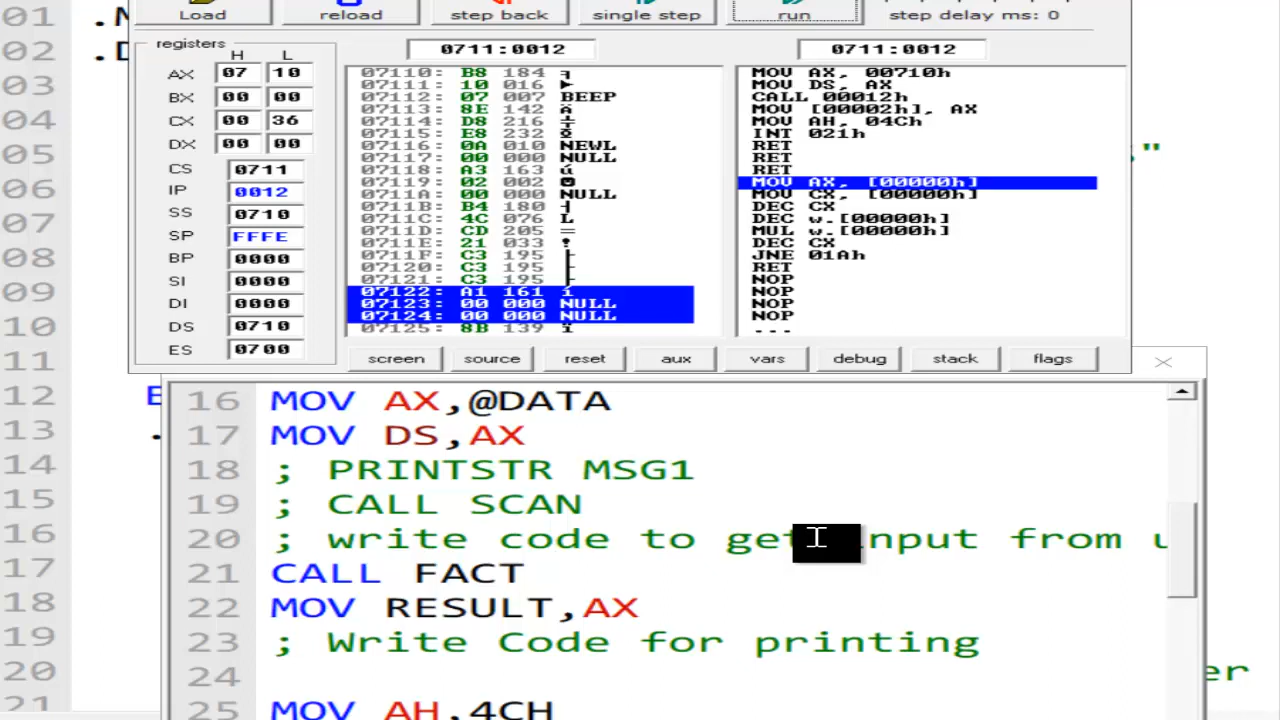 01 .M
02 .D
03
04
05 s"
06
07
08
09
10
11
12 E
13 .
14
15
16
17
18
19
20 er
21
Load reload step back single step run step delay ms: 0
registers
H L
AX 07 10
BX 00 00
CX 00 36
DX 00 00
CS 0711
IP 0012
SS 0710
SP FFFE
BP 0000
SI 0000
DI 0000
DS 0710
ES 0700
0711:0012
07110: B8 184 ╕
07111: 10 016 ►
07112: 07 007 BEEP
07113: 8E 142 Ä
07114: D8 216 ╪
07115: E8 232
07116: 0A 010 NEWL
07117: 00 000 NULL
07118: A3 163 ú
07119: 02 002 ☻
0711A: 00 000 NULL
0711B: B4 180 ┤
0711C: 4C 076 L
0711D: CD 205 =
0711E: 21 033 !
0711F: C3 195 ├
07120: C3 195 ├
07121: C3 195 ├
07122: A1 161 í
07123: 00 000 NULL
07124: 00 000 NULL
07125: 8B 139 ï
0711:0012
MOV AX, 00710h
MOV DS, AX
CALL 00012h
MOV [00002h], AX
MOV AH, 04Ch
INT 021h
RET
RET
RET
MOV AX, [00000h]
MOV CX, [00000h]
DEC CX
DEC w.[00000h]
MUL w.[00000h]
DEC CX
JNE 01Ah
RET
NOP
NOP
NOP
NOP
...
screen source reset aux vars debug stack flags
16 MOV AX,@DATA
17 MOV DS,AX
18 ; PRINTSTR MSG1
19 ; CALL SCAN
20 ; write code to get input from u
21 CALL FACT
22 MOV RESULT,AX
23 ; Write Code for printing
24
25 MOV AH,4CH